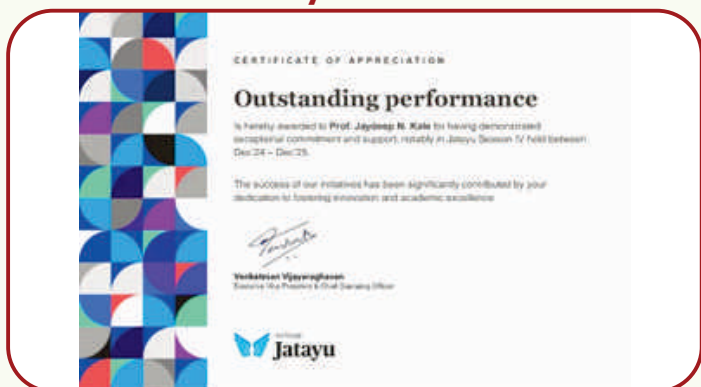 CERTIFICATE OF APPRECIATION
Outstanding performance
is hereby awarded to Prof. Jaydeep N. Kale for having demonstrated
exceptional commitment and support, notably in Jatayu Season IV held between
Dec'24 – Dec'25.
The success of our initiatives has been significantly contributed by your
dedication to fostering innovation and academic excellence
Venkatesan Vijayaraghavan
Executive Vice President & Chief Delivery Officer
Jatayu